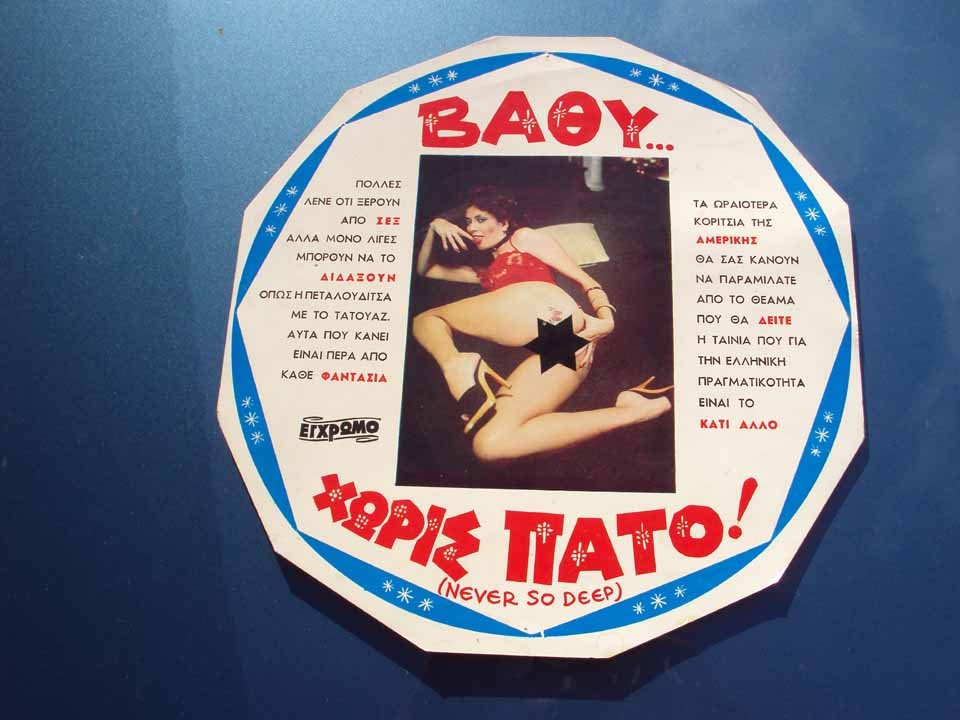 ΒΑΘΥ...
ΠΟΛΛΕΣ
ΛΕΝΕ ΟΤΙ ΞΕΡΟΥΝ
ΑΠΟ ΣΕΞ
ΑΛΛΑ ΜΟΝΟ ΛΙΓΕΣ
ΜΠΟΡΟΥΝ ΝΑ ΤΟ
ΔΙΔΑΞΟΥΝ
ΟΠΩΣ Η ΠΕΤΑΛΟΥΔΙΤΣΑ
ΜΕ ΤΟ ΤΑΤΟΥΑΖ.
ΑΥΤΑ ΠΟΥ ΚΑΝΕΙ
ΕΙΝΑΙ ΠΕΡΑ ΑΠΟ
ΚΑΘΕ ΦΑΝΤΑΣΙΑ
ΕΓΧΡΩΜΟ
ΤΑ ΩΡΑΙΟΤΕΡΑ
ΚΟΡΙΤΣΙΑ ΤΗΣ
ΑΜΕΡΙΚΗΣ
ΘΑ ΣΑΣ ΚΑΝΟΥΝ
ΝΑ ΠΑΡΑΜΙΛΑΤΕ
ΑΠΟ ΤΟ ΘΕΑΜΑ
ΠΟΥ ΘΑ ΔΕΙΤΕ
Η ΤΑΙΝΙΑ ΠΟΥ ΓΙΑ
ΤΗΝ ΕΛΛΗΝΙΚΗ
ΠΡΑΓΜΑΤΙΚΟΤΗΤΑ
ΕΙΝΑΙ ΤΟ
ΚΑΤΙ ΑΛΛΟ
ΧΩΡΙΣ ΠΑΤΟ!
(NEVER SO DEEP)